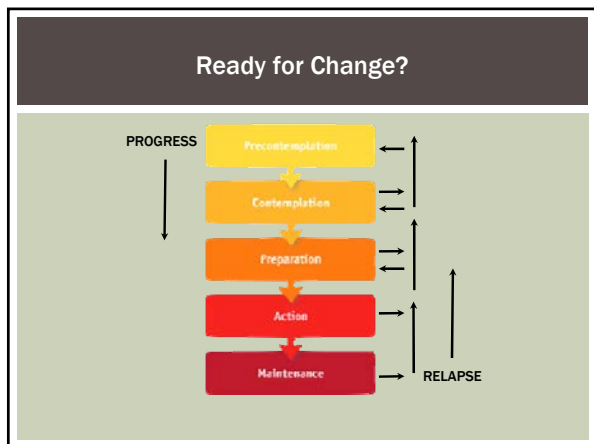 Ready for Change?
PROGRESS
Precontemplation
Contemplation
Preparation
Action
Maintenance
RELAPSE